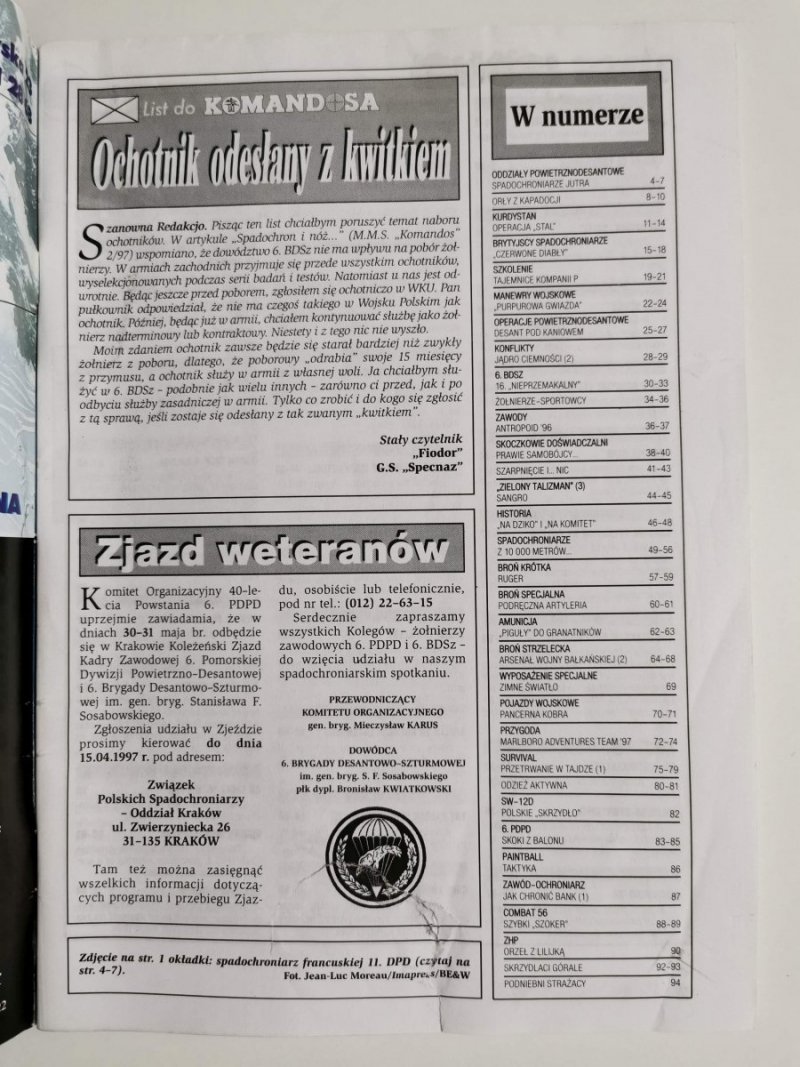 List do KOMANDOSA
Ochotnik odesłany z kwitkiem
Szanowna Redakcjo. Pisząc ten list chciałbym poruszyć temat naboru
ochotników. W artykule „Spadochron i nóż...” (M.M.S. „Komandos”
2/97) wspomiano, że dowództwo 6. BDSz nie ma wpływu na pobór żoł-
nierzy. W armiach zachodnich przyjmuje się przede wszystkim ochotników,
wyselekcjonowanych podczas serii badań i testów. Natomiast u nas jest od-
wrotnie. Będąc jeszcze przed poborem, zgłosiłem się ochotniczo w WKU. Pan
pułkownik odpowiedział, że nie ma czegoś takiego w Wojsku Polskim jak
ochotnik. Później, będąc już w armii, chciałem kontynuować służbę jako żoł-
nierz nadterminowy lub kontraktowy. Niestety i z tego nic nie wyszło.
Moim zdaniem ochotnik zawsze będzie się starał bardziej niż zwykły
żołnierz z poboru, dlatego, że poborowy „odrabia” swoje 15 miesięcy
z przymusu, a ochotnik służy w armii z własnej woli. Ja chciałbym słu-
żyć w 6. BDSz - podobnie jak wielu innych - zarówno ci przed, jak i po
odbyciu służby zasadniczej w armii. Tylko co zrobić i do kogo się zgłosić
z tą sprawą, jeśli zostaje się odesłany z tak zwanym „kwitkiem”.
Stały czytelnik
„Fiodor”
G.S. „Specnaz”
Zjazd weteranów
Komitet Organizacyjny 40-le-
cia Powstania 6. PDPD
uprzejmie zawiadamia, że w
dniach 30-31 maja br. odbędzie
się w Krakowie Koleżeński Zjazd
Kadry Zawodowej 6. Pomorskiej
Dywizji Powietrzno-Desantowej
i 6. Brygady Desantowo-Szturmo-
wej im. gen. bryg. Stanisława F.
Sosabowskiego.
Zgłoszenia udziału w Zjeździe
prosimy kierować do dnia
15.04.1997 r. pod adresem:
Związek
Polskich Spadochroniarzy
- Oddział Kraków
ul. Zwierzyniecka 26
31-135 KRAKÓW
Tam też można zasięgnąć
wszelkich informacji dotyczą-
cych programu i przebiegu Zjaz-
du, osobiście lub telefonicznie,
pod nr tel.: (012) 22-63-15
Serdecznie zapraszamy
wszystkich Kolegów - żołnierzy
zawodowych 6. PDPD i 6. BDSz -
do wzięcia udziału w naszym
spadochroniarskim spotkaniu.
PRZEWODNICZĄCY
KOMITETU ORGANIZACYJNEGO
gen. bryg. Mieczysław KARUS
DOWÓDCA
6. BRYGADY DESANTOWO-SZTURMOWEJ
im. gen. bryg. S. F. Sosabowskiego
płk dypl. Bronisław KWIATKOWSKI
Zdjęcie na str. 1 okładki: spadochroniarz francuskiej 11. DPD (czytaj na
str. 4-7).
Fot. Jean-Luc Moreau/Imapress/BE&W
W numerze
ODDZIAŁY POWIETRZNODESANTOWE
SPADOCHRONIARZE JUTRA 4-7
ORŁY Z KAPADOCJI 8-10
KURDYSTAN
OPERACJA „STAL” 11-14
BRYTYJSCY SPADOCHRONIARZE
„CZERWONE DIABŁY” 15-18
SZKOLENIE
TAJEMNICE KOMPANII P 19-21
MANEWRY WOJSKOWE
„PURPUROWA GWIAZDA” 22-24
OPERACJE POWIETRZNODESANTOWE
DESANT POD KANIOWEM 25-27
KONFLIKTY
JĄDRO CIEMNOŚCI (2) 28-29
6. BDSZ
16. „NIEPRZEMAKALNY” 30-33
ŻOŁNIERZE-SPORTOWCY 34-36
ZAWODY
ANTROPOID '96 36-37
SKOCZKOWIE DOŚWIADCZALNI
PRAWIE SAMOBÓJCY... 38-40
SZARPNIĘCIE I... NIC 41-43
„ZIELONY TALIZMAN” (3)
SANGRO 44-45
HISTORIA
„NA DZIKO” I „NA KOMITET” 46-48
SPADOCHRONIARZE
Z 10 000 METRÓW... 49-56
BROŃ KRÓTKA
RUGER 57-59
BROŃ SPECJALNA
PODRĘCZNA ARTYLERIA 60-61
AMUNICJA
„PIGUŁY” DO GRANATNIKÓW 62-63
BROŃ STRZELECKA
ARSENAŁ WOJNY BAŁKAŃSKIEJ (2) 64-68
WYPOSAŻENIE SPECJALNE
ZIMNE ŚWIATŁO 69
POJAZDY WOJSKOWE
PANCERNA KOBRA 70-71
PRZYGODA
MARLBORO ADVENTURES TEAM '97 72-74
SURVIVAL
PRZETRWANIE W TAJDZE (1) 75-79
ODZIEŻ AKTYWNA 80-81
SW-12D
POLSKIE „SKRZYDŁO” 82
6. PDPD
SKOKI Z BALONU 83-85
PAINTBALL
TAKTYKA 86
ZAWÓD-OCHRONIARZ
JAK CHRONIĆ BANK (1) 87
COMBAT 56
SZYBKI „SZOKER” 88-89
ZHP
ORZEŁ Z LILIJKĄ 90
SKRZYDLACI GÓRALE 92-93
PODNIEBNI STRAŻACY 94